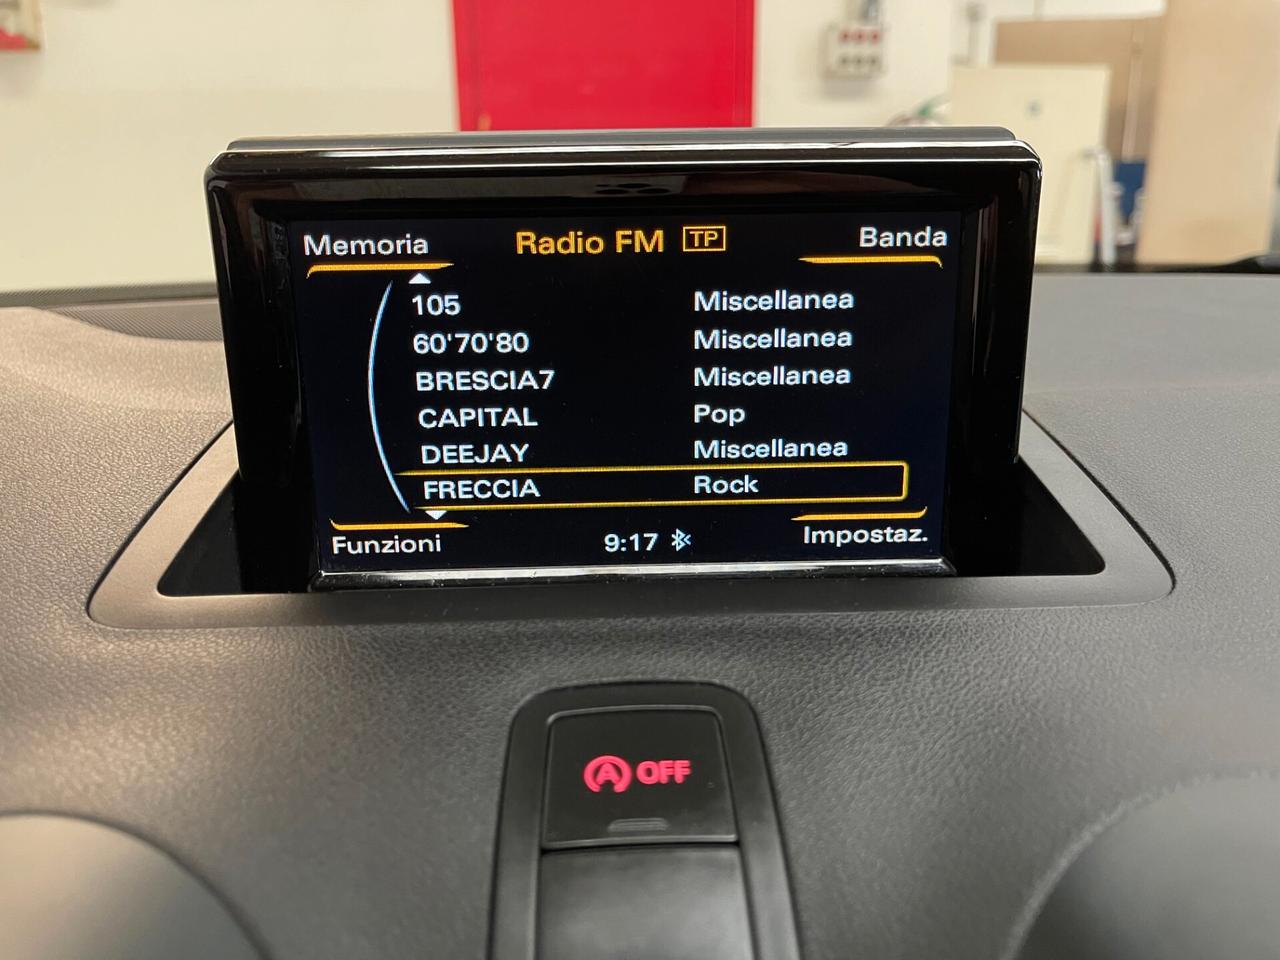 Memoria Radio FM TP Banda
105 Miscellanea
60'70'80 Miscellanea
BRESCIA7 Miscellanea
CAPITAL Pop
DEEJAY Miscellanea
FRECCIA Rock
Funzioni 9:17 Impostaz.
A OFF